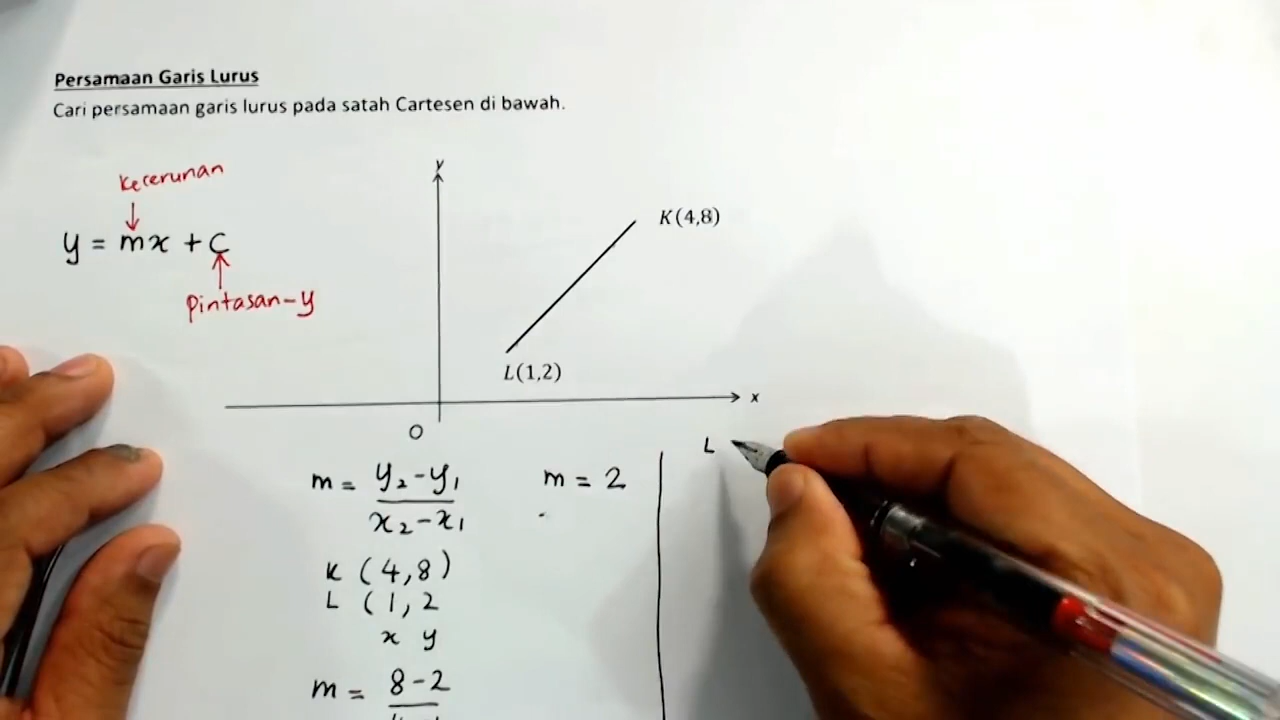 Persamaan Garis Lurus
Cari persamaan garis lurus pada satah Cartesen di bawah.
kecerunan
y = mx + c
pintasan-y
y
K(4,8)
L(1,2)
x
O
m = y₂-y₁
x₂-x₁
K (4,8)
L (1,2
x y
m = 8-2
m = 2
L